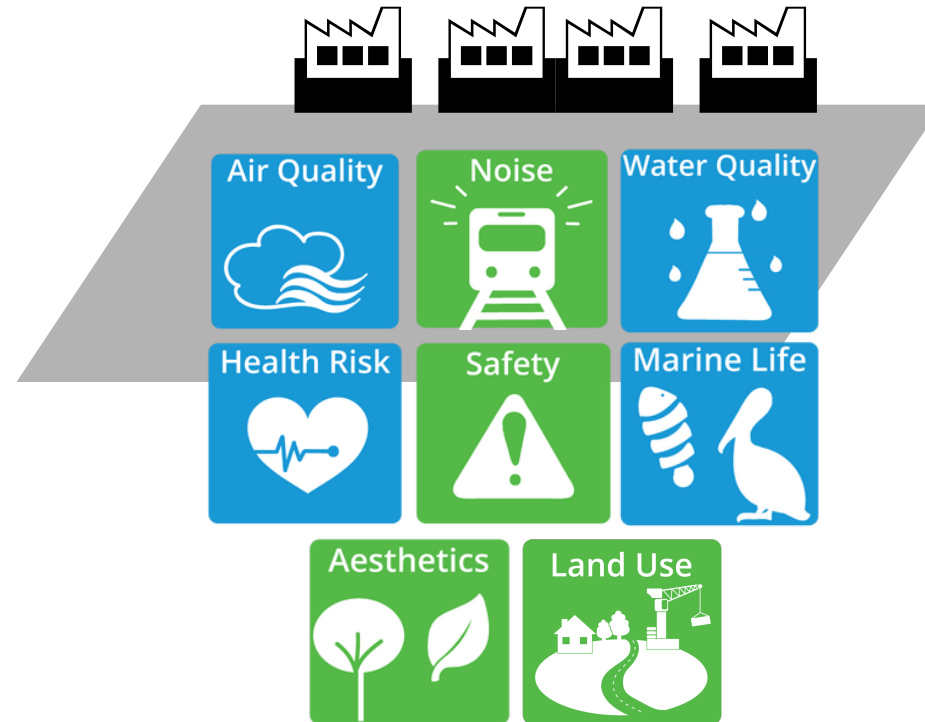 Air Quality
Noise
Water Quality
Health Risk
Safety
Marine Life
Aesthetics
Land Use